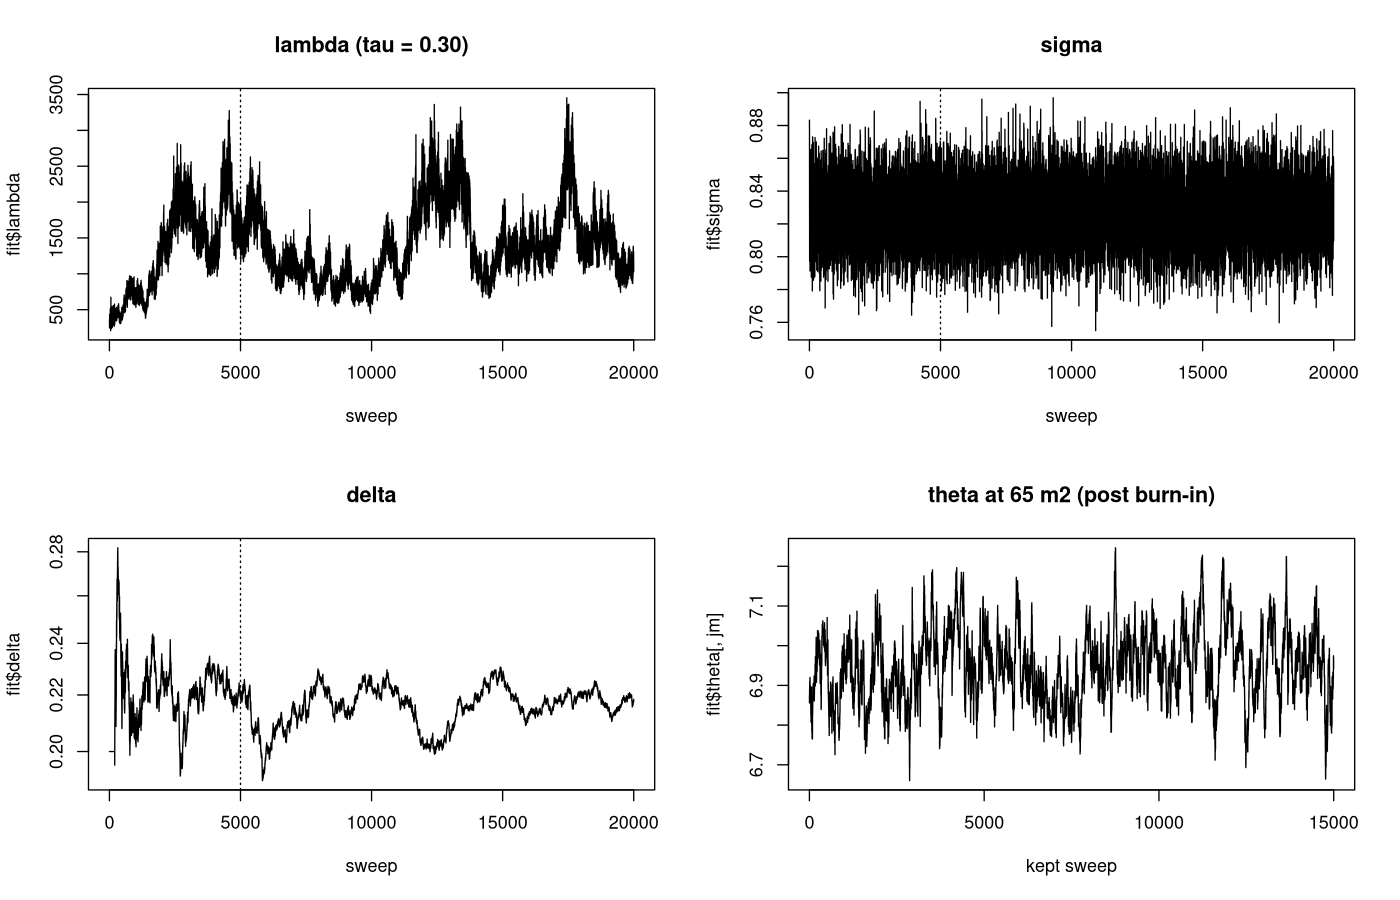 lambda (tau = 0.30)
fit$lambda
3500
2500
1500
500
0 5000 10000 15000 20000
sweep
sigma
fit$sigma
0.88
0.84
0.80
0.76
0 5000 10000 15000 20000
sweep
delta
fit$delta
0.28
0.24
0.22
0.20
0 5000 10000 15000 20000
sweep
theta at 65 m2 (post burn-in)
fit$theta[, jm]
7.1
6.9
6.7
0 5000 10000 15000
kept sweep